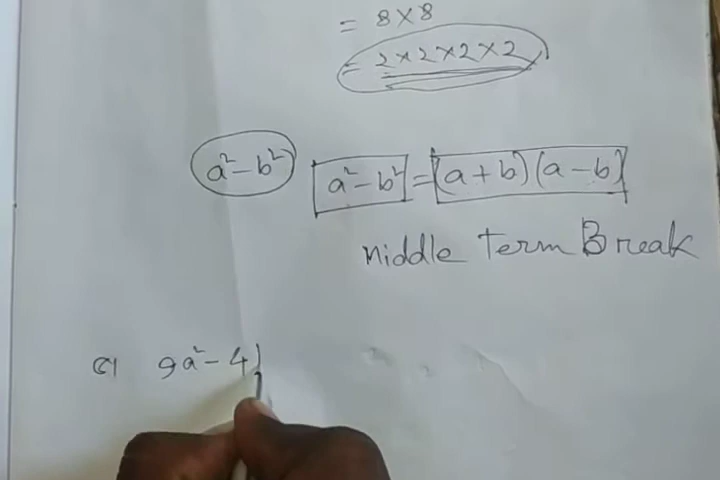 = 8×8
= 2×2×2×2
a²-b² a²-b² = (a+b)(a-b)
Middle Term Break
9a²-4